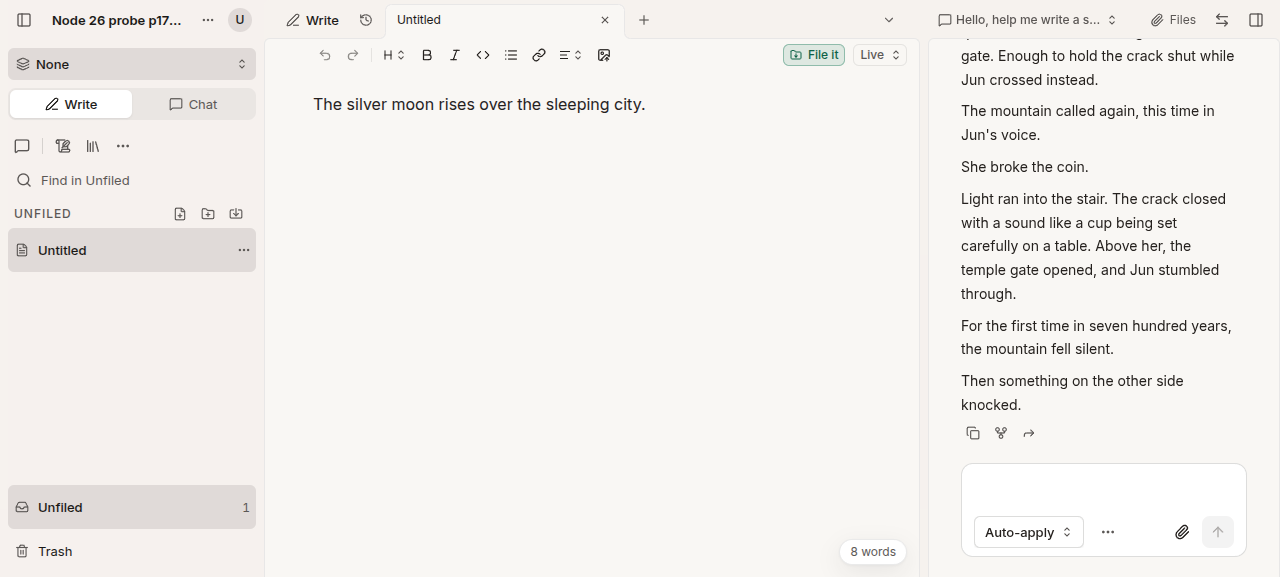 Node 26 probe p17...
U
None
Write
Chat
Find in Unfiled
UNFILED
Untitled
Unfiled
1
Trash
Write
Untitled
H
B
I
File it
Live
The silver moon rises over the sleeping city.
8 words
Hello, help me write a s...
Files
gate. Enough to hold the crack shut while
Jun crossed instead.
The mountain called again, this time in
Jun's voice.
She broke the coin.
Light ran into the stair. The crack closed
with a sound like a cup being set
carefully on a table. Above her, the
temple gate opened, and Jun stumbled
through.
For the first time in seven hundred years,
the mountain fell silent.
Then something on the other side
knocked.
Auto-apply